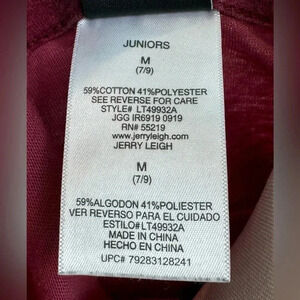 JUNIORS
M
(7/9)
59%COTTON 41%POLYESTER
SEE REVERSE FOR CARE
STYLE# LT49932A
JGG IR6919 0919
RN# 55219
www.jerryleigh.com
JERRY LEIGH
M
(7/9)
59%ALGODON 41%POLIESTER
VER REVERSO PARA EL CUIDADO
ESTILO#LT49932A
MADE IN CHINA
HECHO EN CHINA
UPC# 79283128241